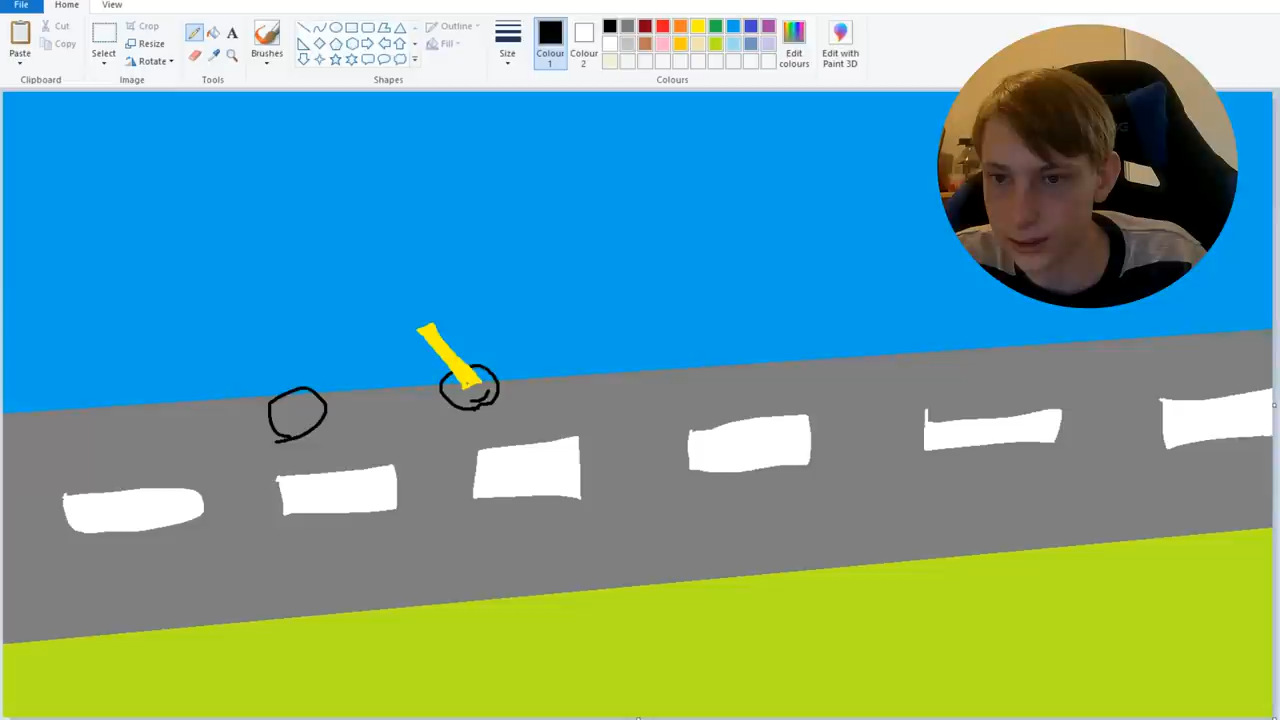 File Home View
Paste Cut Copy Clipboard
Select Crop Resize Rotate Image
A Tools
Brushes
Outline Fill Shapes
Size
Colour 1 Colour 2
Edit colours Colours
Edit with Paint 3D